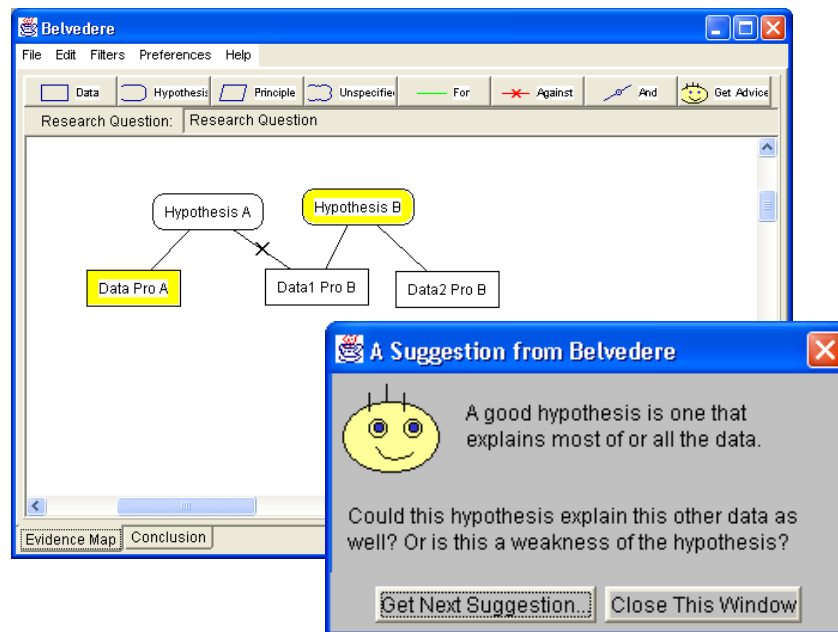 Belvedere
File Edit Filters Preferences Help
Data Hypothesis Principle Unspecifie For Against And Get Advice
Research Question: Research Question
Hypothesis A Hypothesis B
Data Pro A Data1 Pro B Data2 Pro B
A Suggestion from Belvedere
A good hypothesis is one that
explains most of or all the data.
Could this hypothesis explain this other data as
well? Or is this a weakness of the hypothesis?
Get Next Suggestion... Close This Window
Evidence Map Conclusion